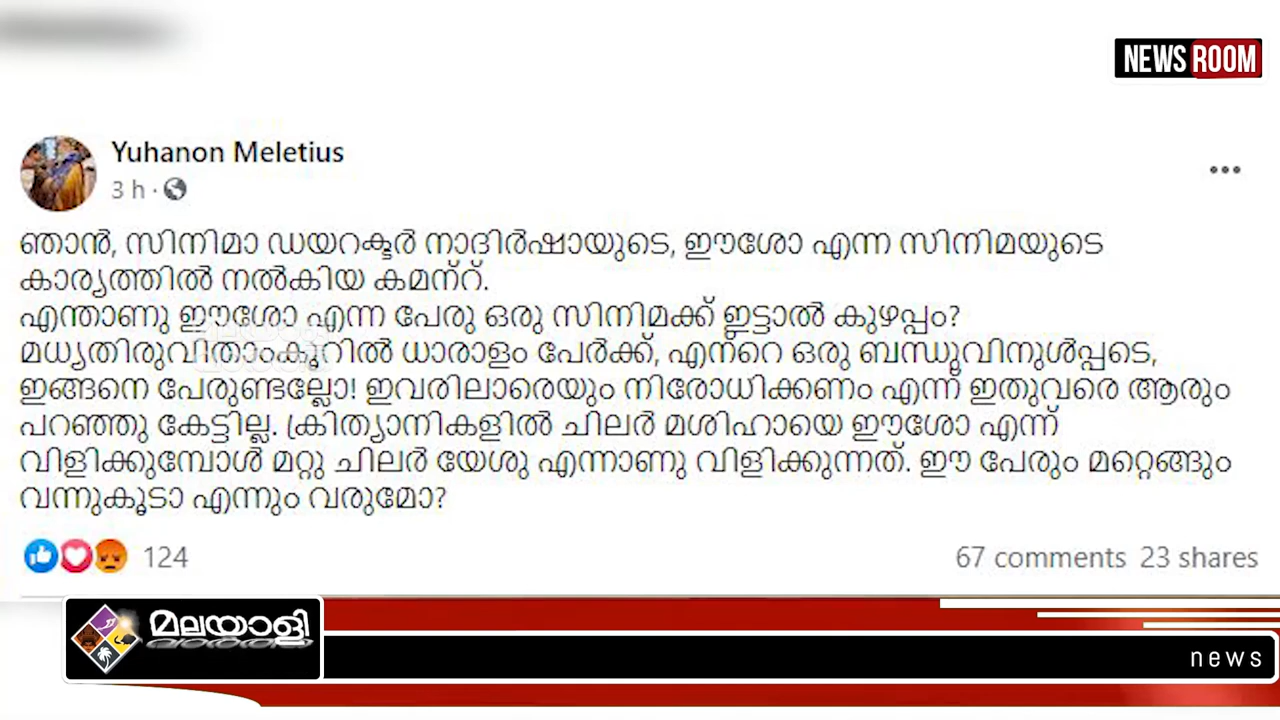 NEWS ROOM
Yuhanon Meletius
3 h ·
ഞാൻ, സിനിമാ ഡയറക്ടർ നാദിർഷായുടെ, ഈശോ എന്ന സിനിമയുടെ
കാര്യത്തിൽ നൽകിയ കമന്റ്.
എന്താണു ഈശോ എന്ന പേരു ഒരു സിനിമക്ക് ഇട്ടാൽ കുഴപ്പം?
മധ്യതിരുവിതാംകൂറിൽ ധാരാളം പേർക്ക്, എന്റെ ഒരു ബന്ധുവിനുൾപ്പടെ,
ഇങ്ങനെ പേരുണ്ടല്ലോ! ഇവരിലാരെയും നിരോധിക്കണം എന്ന് ഇതുവരെ ആരും
പറഞ്ഞു കേട്ടില്ല. ക്രിത്യാനികളിൽ ചിലർ മശിഹായെ ഈശോ എന്ന്
വിളിക്കുമ്പോൾ മറ്റു ചിലർ യേശു എന്നാണു വിളിക്കുന്നത്. ഈ പേരും മറ്റെങ്ങും
വന്നുകൂടാ എന്നും വരുമോ?
124
67 comments 23 shares
മലയാളി
വാർത്ത
news